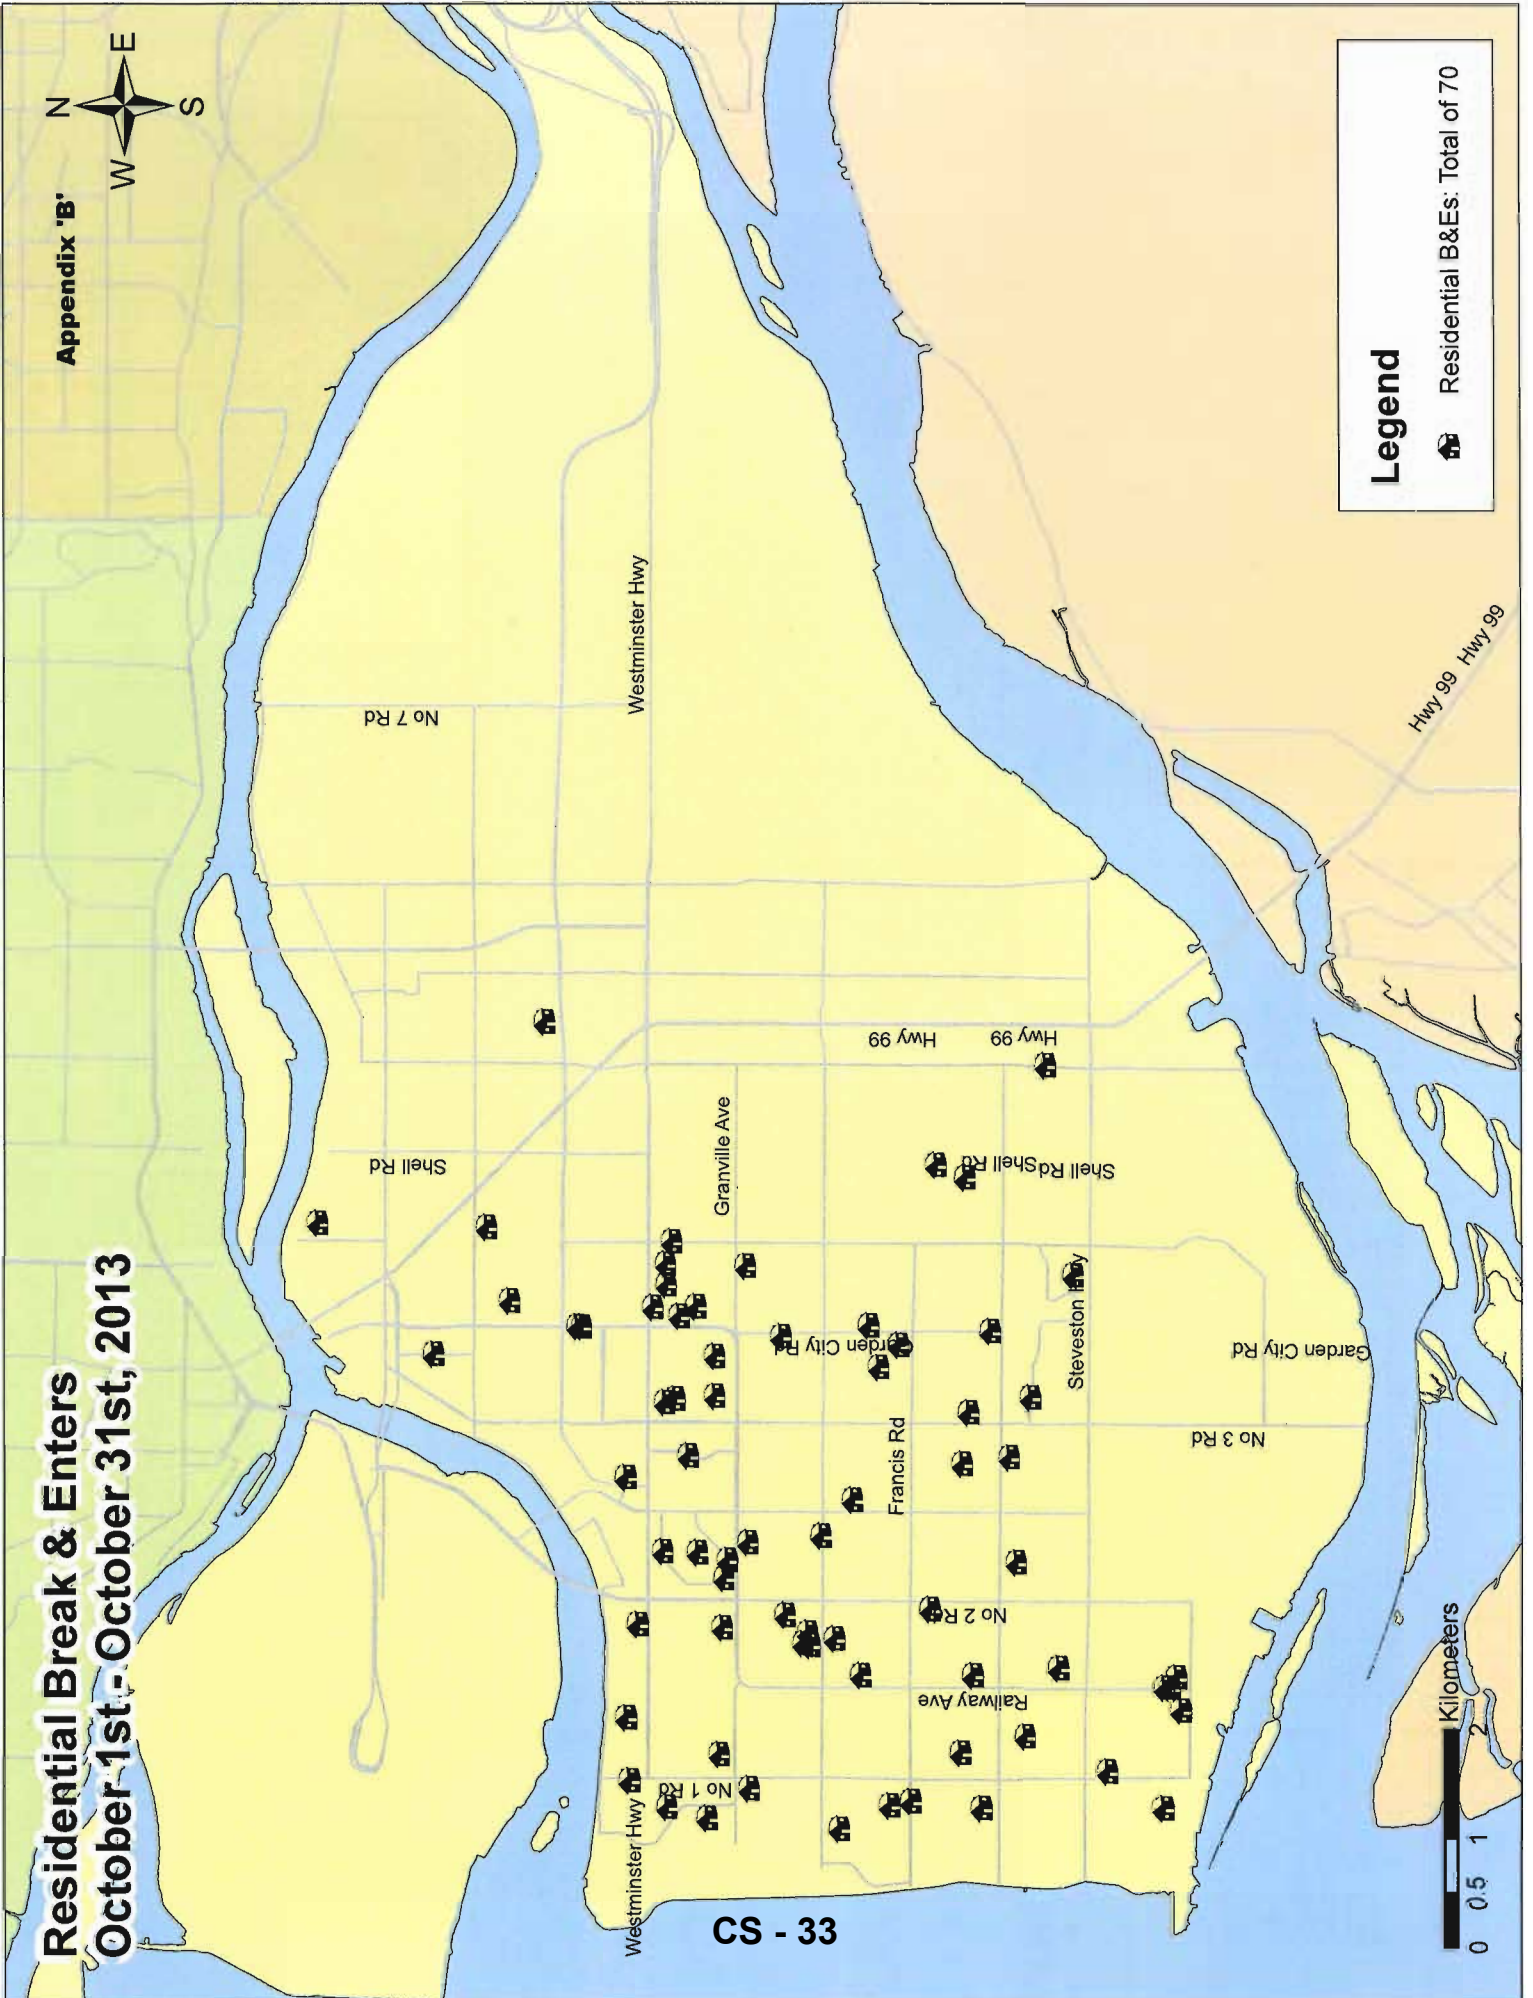 Residential Break & Enters
October 1st - October 31st, 2013
Appendix 'B'
N
W
E
S
Westminster Hwy
No 7 Rd
Shell Rd
Granville Ave
Hwy 99
Hwy 99
Shell Rd
Shell Rd
Garden City Rd
Steveston Hwy
Garden City Rd
Francis Rd
No 3 Rd
No 2 Rd
Railway Ave
No 1 Rd
Westminster Hwy
Hwy 99
Hwy 99
Legend
Residential B&Es: Total of 70
Kilometers
0 0.5 1 2
CS - 33